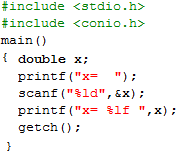 #include <stdio.h>
#include <conio.h>
main()
{ double x;
printf("x=  ");
scanf("%ld",&x);
printf("x= %lf ",x);
getch();
}